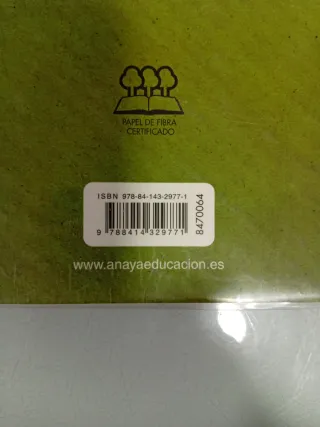 PAPEL DE FIBRA
CERTIFICADO
ISBN 978-84-143-2977-1
9 788414 329771
8470064
www.anayaeducacion.es